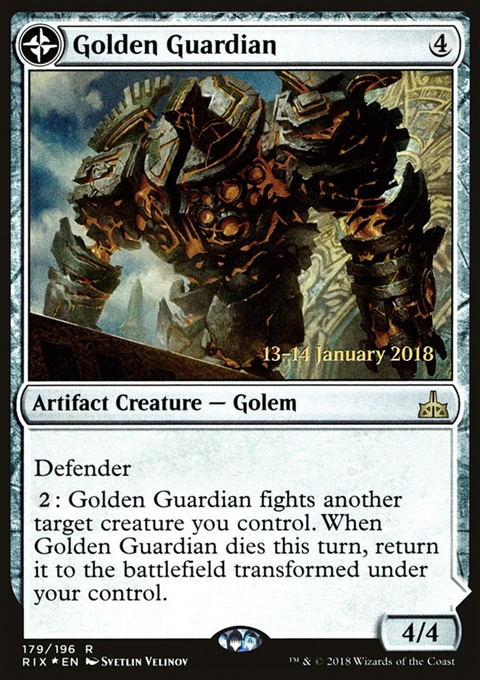 Golden Guardian 4
13–14 January 2018
Artifact Creature — Golem
Defender
2: Golden Guardian fights another
target creature you control. When
Golden Guardian dies this turn, return
it to the battlefield transformed under
your control.
4/4
179/196 R
RIX★EN Svetlin Velinov
™ & © 2018 Wizards of the Coast